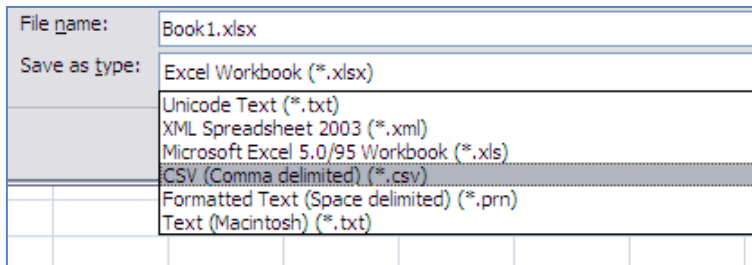 File name: Book1.xlsx
Save as type: Excel Workbook (*.xlsx)
Unicode Text (*.txt)
XML Spreadsheet 2003 (*.xml)
Microsoft Excel 5.0/95 Workbook (*.xls)
CSV (Comma delimited) (*.csv)
Formatted Text (Space delimited) (*.prn)
Text (Macintosh) (*.txt)